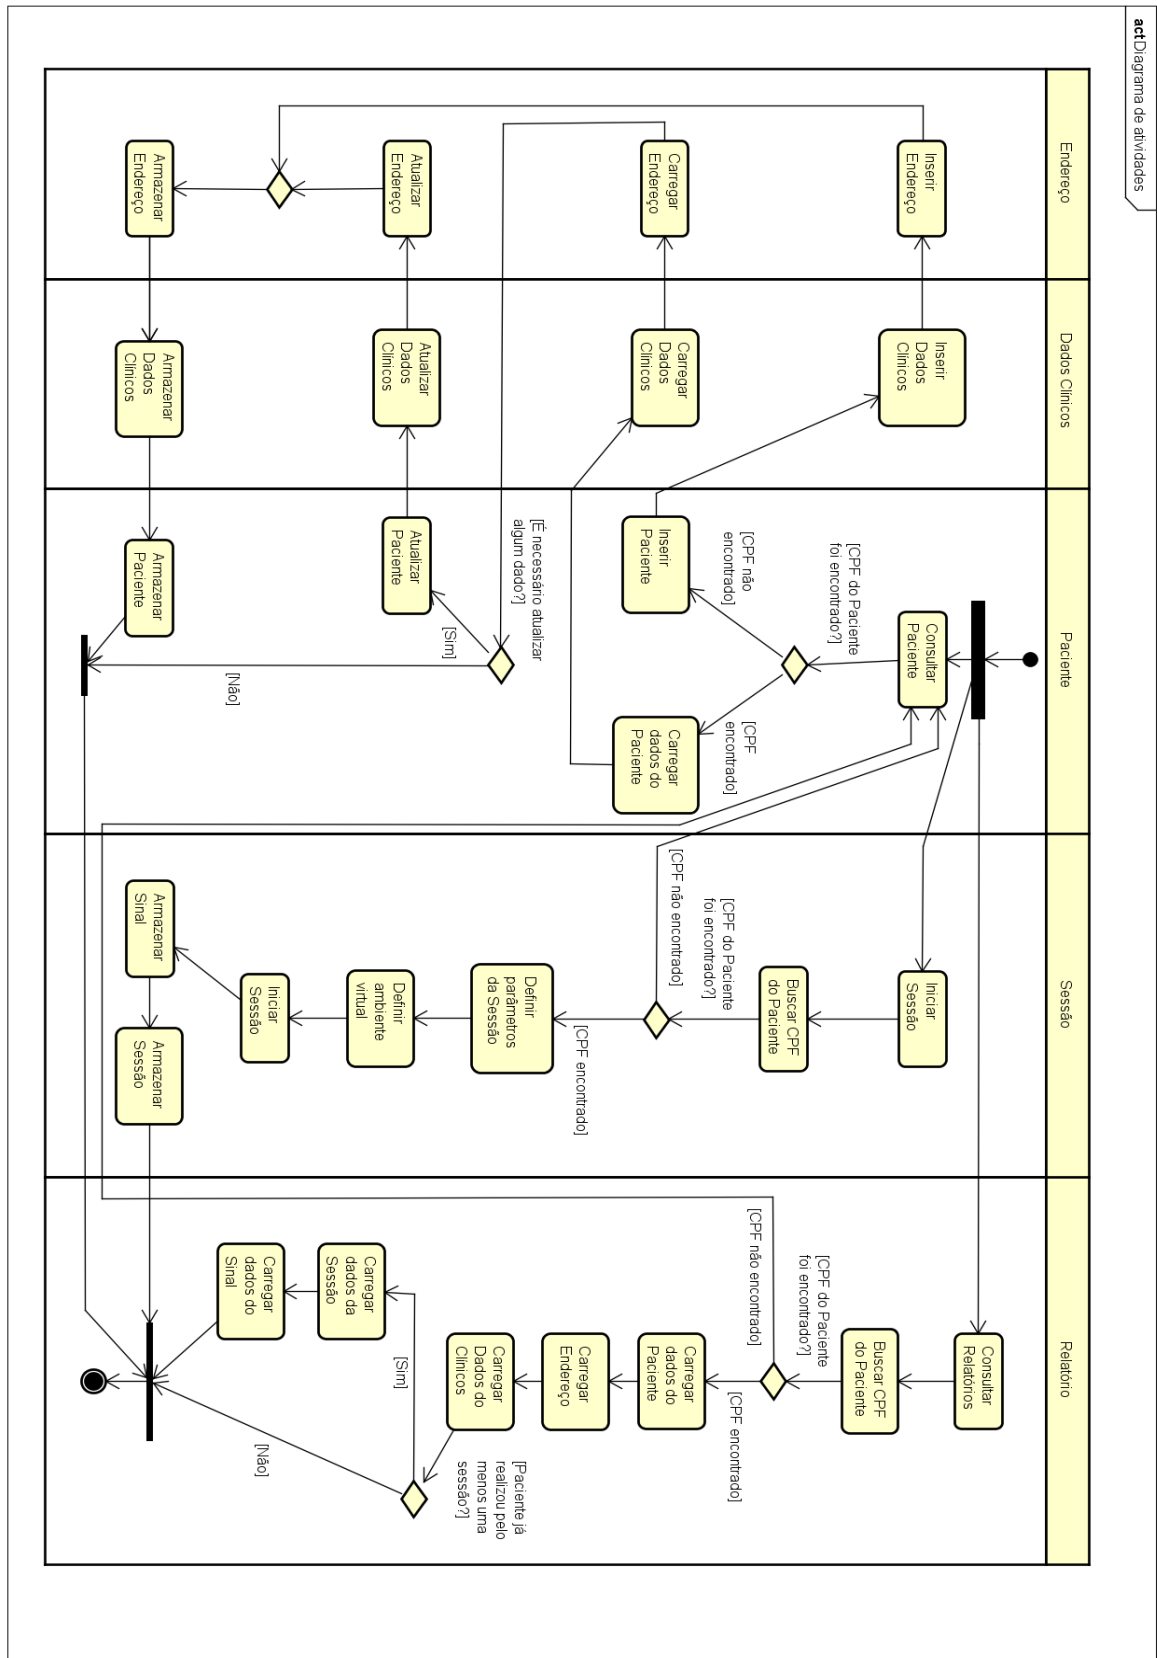 actDiagrama de atividades
Endereço
Dados Clínicos
Paciente
Sessão
Relatório
Inserir
Endereço
Carregar
Endereço
Atualizar
Endereço
Armazenar
Endereço
Inserir
Dados
Clínicos
Carregar
Dados
Clínicos
Atualizar
Dados
Clínicos
Armazenar
Dados
Clínicos
Consultar
Paciente
[CPF do Paciente
foi encontrado?]
[CPF não
encontrado]
[CPF
encontrado]
Inserir
Paciente
Carregar
dados do
Paciente
[É necessário atualizar
algum dado?]
[Sim]
[Não]
Atualizar
Paciente
Armazenar
Paciente
Iniciar
Sessão
Buscar CPF
do Paciente
[CPF do Paciente
foi encontrado?]
[CPF não encontrado]
[CPF encontrado]
Definir
parâmetros
da Sessão
Definir
ambiente
virtual
Iniciar
Sessão
Armazenar
Sinal
Armazenar
Sessão
Consultar
Relatórios
Buscar CPF
do Paciente
[CPF do Paciente
foi encontrado?]
[CPF não encontrado]
[CPF encontrado]
Carregar
dados do
Paciente
Carregar
Endereço
Carregar
Dados do
Clínicos
[Paciente já
realizou pelo
menos uma
sessão?]
[Sim]
[Não]
Carregar
dados da
Sessão
Carregar
dados do
Sinal